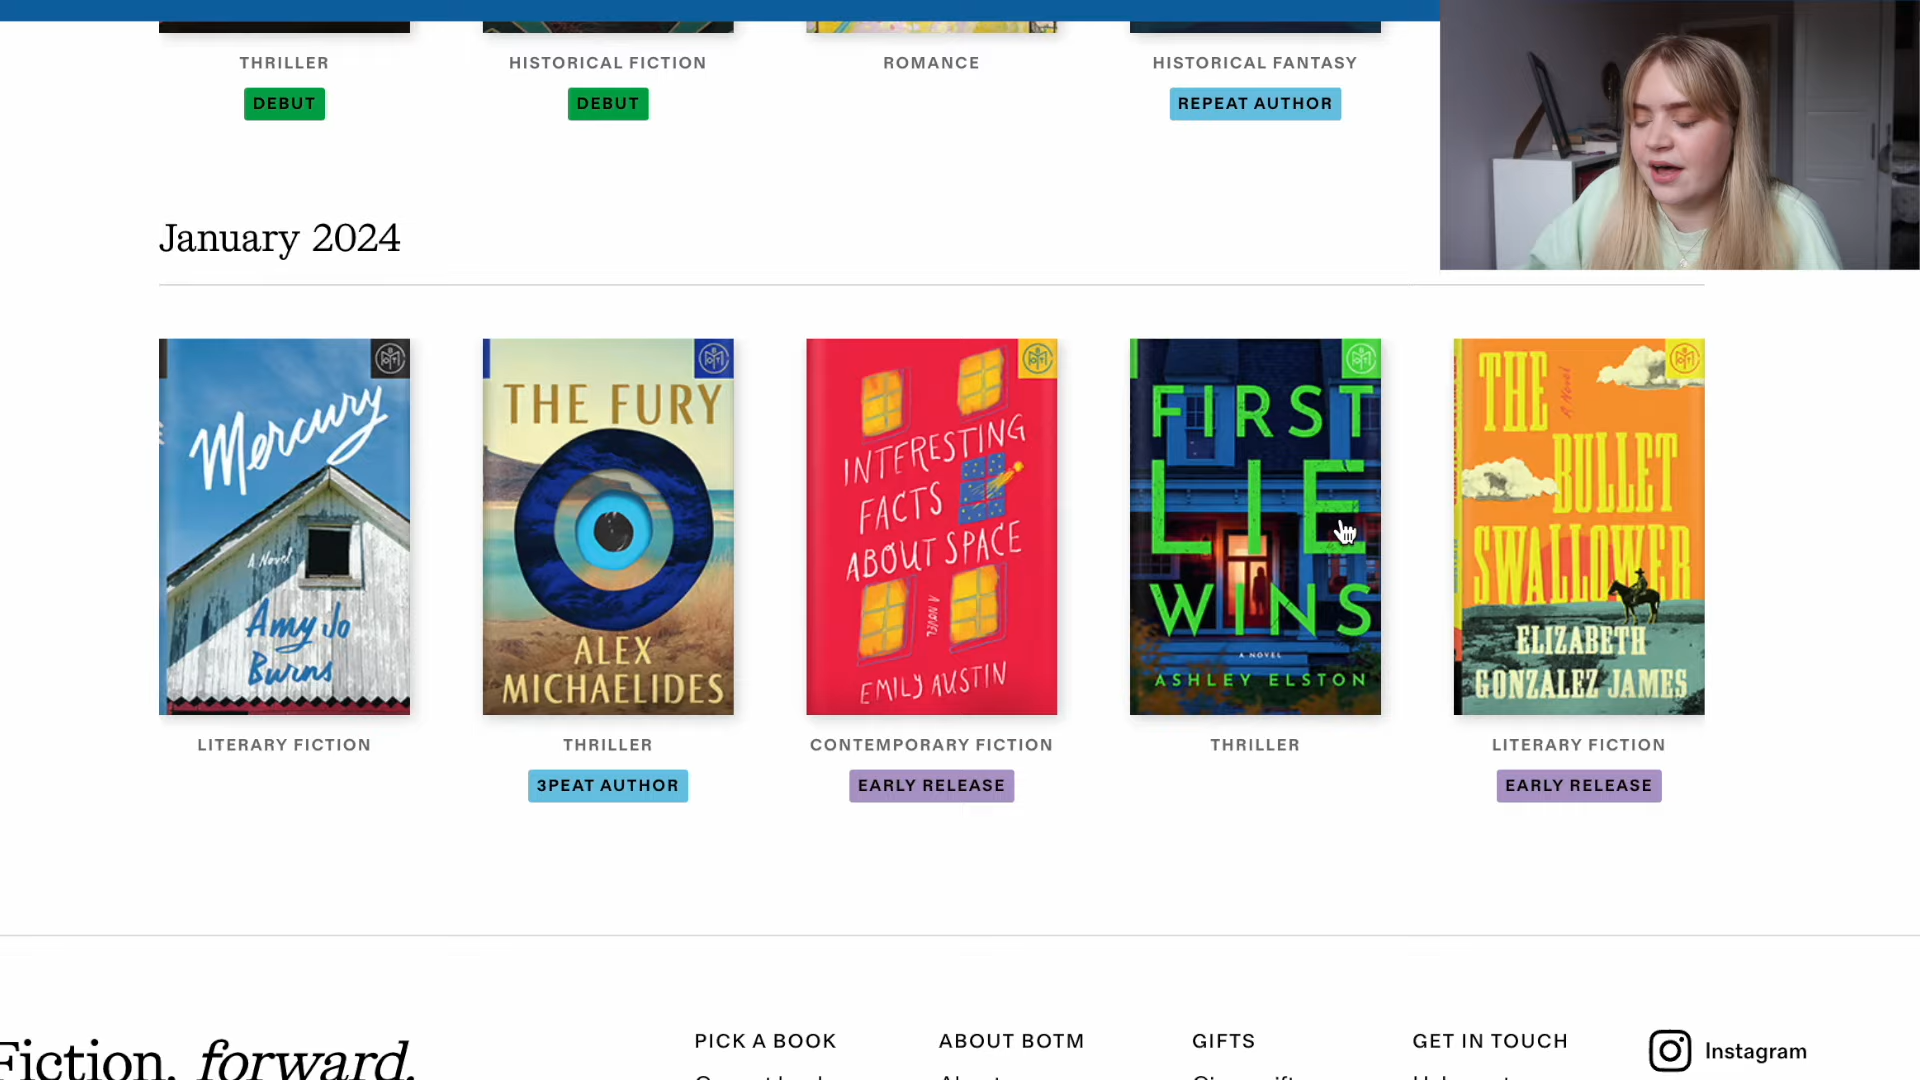 THRILLER
HISTORICAL FICTION
ROMANCE
HISTORICAL FANTASY
DEBUT
DEBUT
REPEAT AUTHOR
January 2024
Mercury
A Novel
Amy Jo
Burns
THE FURY
ALEX
MICHAELIDES
INTERESTING
FACTS
ABOUT SPACE
A NOVEL
EMILY AUSTIN
FIRST
LIE
WINS
A NOVEL
ASHLEY ELSTON
THE
A Novel
BULLET
SWALLOWER
ELIZABETH
GONZALEZ JAMES
LITERARY FICTION
THRILLER
CONTEMPORARY FICTION
THRILLER
LITERARY FICTION
3PEAT AUTHOR
EARLY RELEASE
EARLY RELEASE
Fiction. forward.
PICK A BOOK
ABOUT BOTM
GIFTS
GET IN TOUCH
Instagram